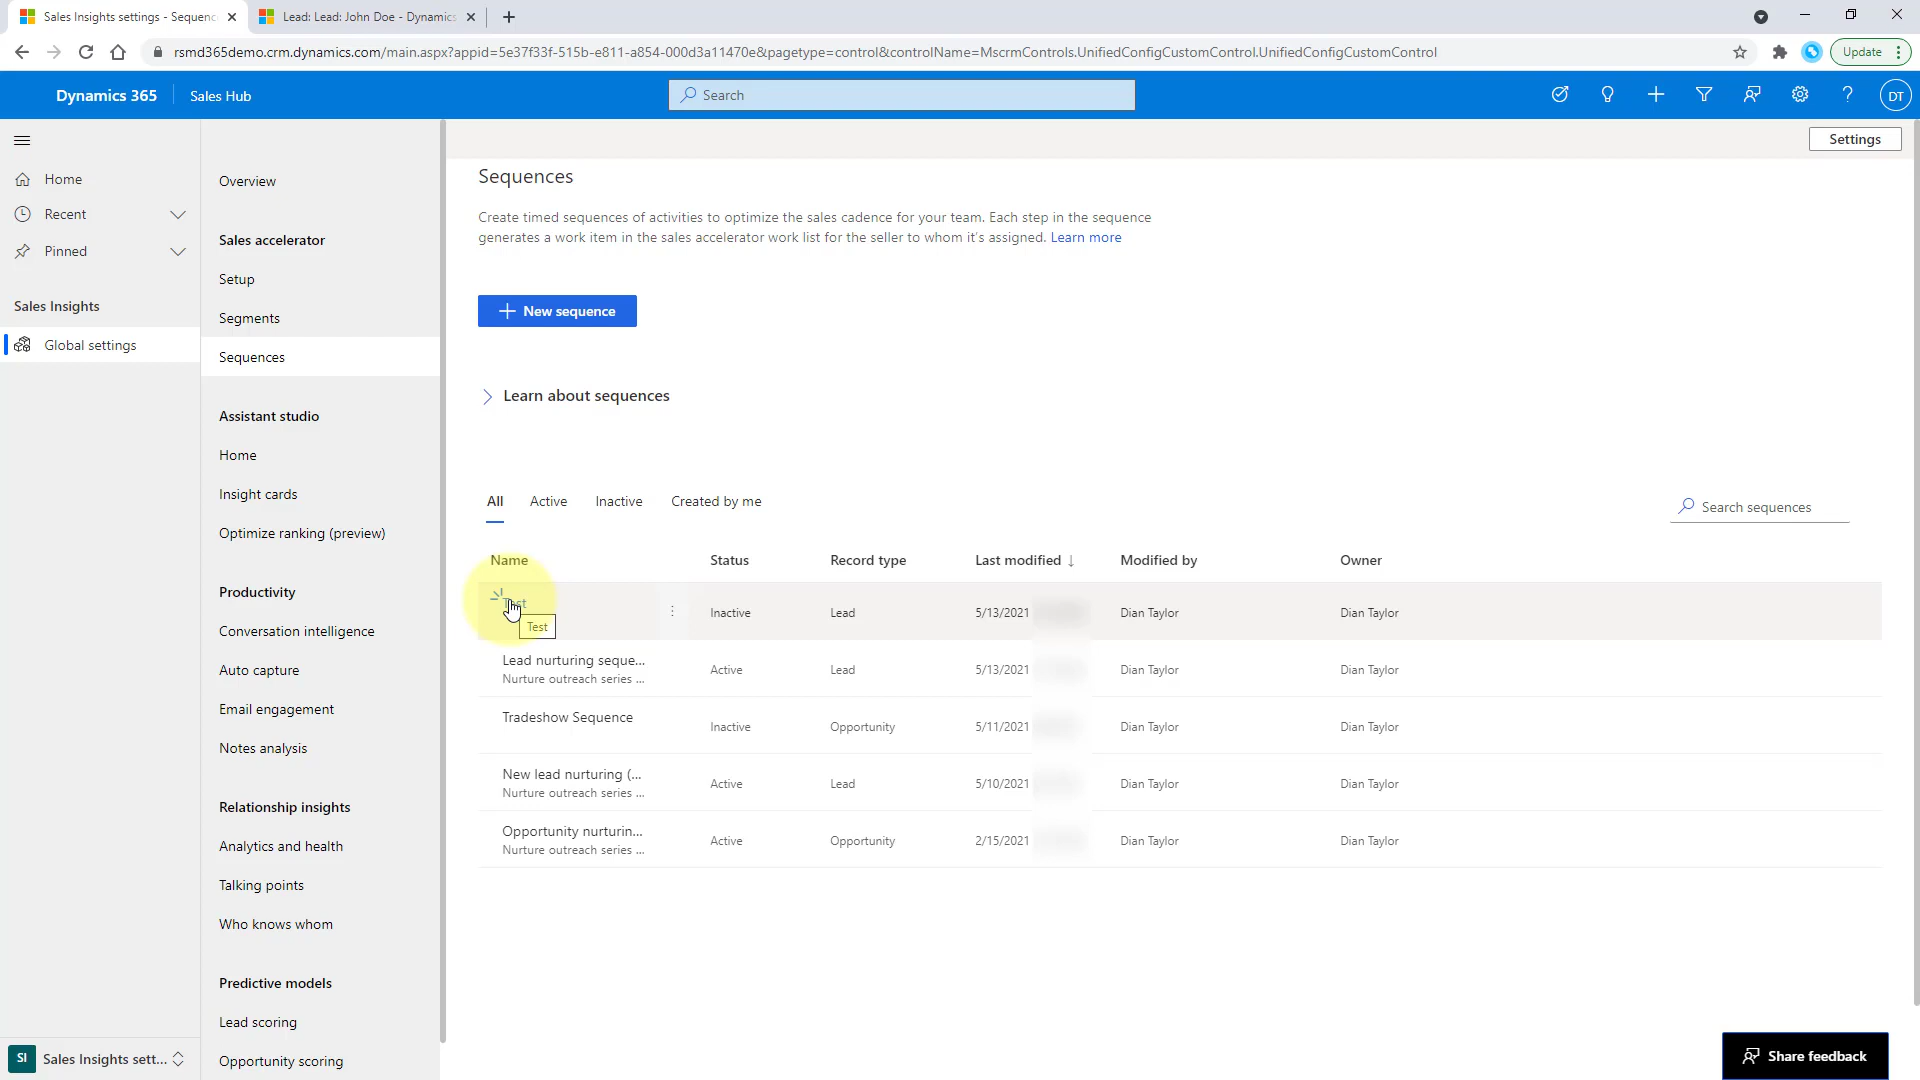 Sales Insights settings - Sequenc
Lead: Lead: John Doe - Dynamics
rsmd365demo.crm.dynamics.com/main.aspx?appid=5e37f33f-515b-e811-a854-000d3a11470e&pagetype=control&controlName=MscrmControls.UnifiedConfigCustomControl.UnifiedConfigCustomControl
Update
Dynamics 365
Sales Hub
Search
DT
Home
Recent
Pinned
Sales Insights
Global settings
SI
Sales Insights sett...
Overview
Sales accelerator
Setup
Segments
Sequences
Assistant studio
Home
Insight cards
Optimize ranking (preview)
Productivity
Conversation intelligence
Auto capture
Email engagement
Notes analysis
Relationship insights
Analytics and health
Talking points
Who knows whom
Predictive models
Lead scoring
Opportunity scoring
Settings
Sequences
Create timed sequences of activities to optimize the sales cadence for your team. Each step in the sequence
generates a work item in the sales accelerator work list for the seller to whom it's assigned. Learn more
New sequence
Learn about sequences
All Active Inactive Created by me
Search sequences
Name Status Record type Last modified Modified by Owner
Test Inactive Lead 5/13/2021 Dian Taylor Dian Taylor
Test
Lead nurturing seque... Active Lead 5/13/2021 Dian Taylor Dian Taylor
Nurture outreach series ...
Tradeshow Sequence Inactive Opportunity 5/11/2021 Dian Taylor Dian Taylor
New lead nurturing (... Active Lead 5/10/2021 Dian Taylor Dian Taylor
Nurture outreach series ...
Opportunity nurturin... Active Opportunity 2/15/2021 Dian Taylor Dian Taylor
Nurture outreach series ...
Share feedback